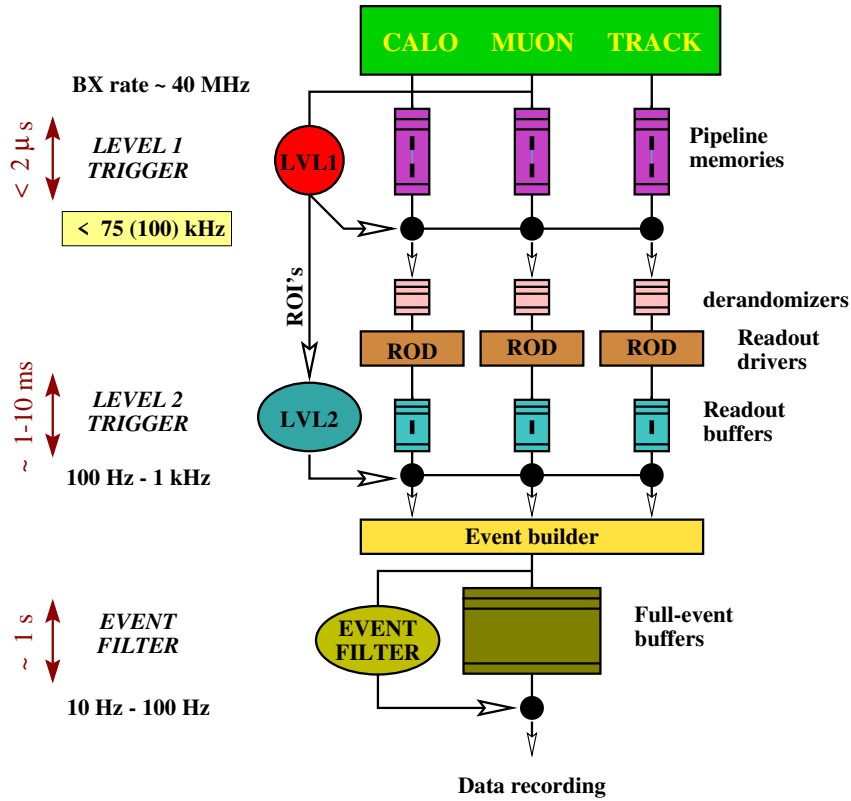 CALO MUON TRACK
BX rate ~ 40 MHz
< 2 µ s
LEVEL 1
TRIGGER
LVL1
Pipeline
memories
< 75 (100) kHz
ROI's
derandomizers
ROD ROD ROD
Readout
drivers
~ 1-10 ms
LEVEL 2
TRIGGER
LVL2
Readout
buffers
100 Hz - 1 kHz
Event builder
~ 1 s
EVENT
FILTER
EVENT
FILTER
Full-event
buffers
10 Hz - 100 Hz
Data recording